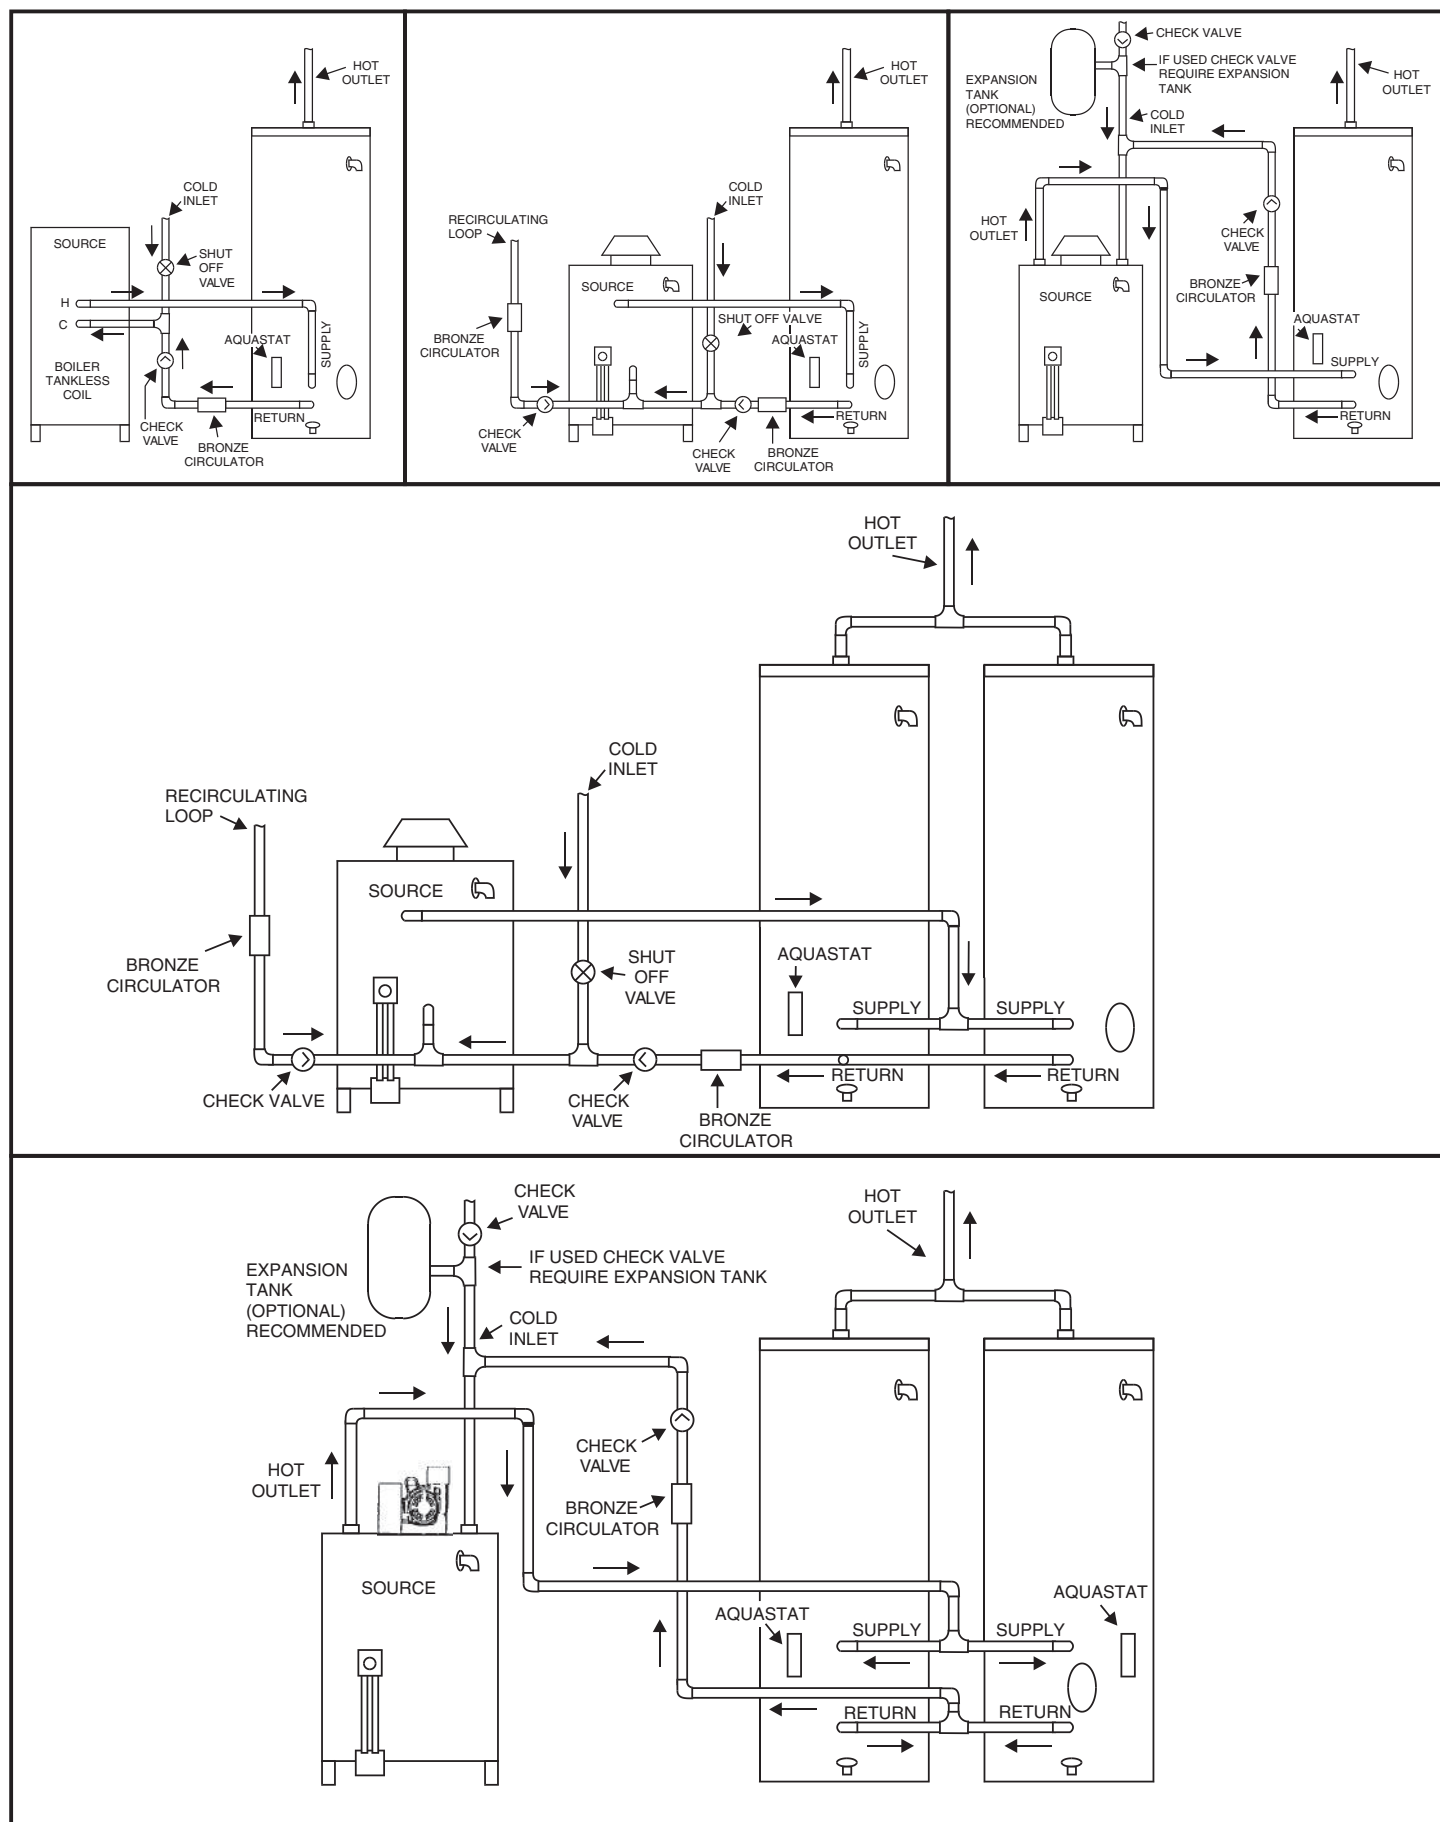 HOT
OUTLET
COLD
INLET
SOURCE
SHUT
OFF
VALVE
H
C
AQUASTAT
SUPPLY
BOILER
TANKLESS
COIL
RETURN
CHECK
VALVE
BRONZE
CIRCULATOR
HOT
OUTLET
COLD
INLET
RECIRCULATING
LOOP
SOURCE
SHUT OFF VALVE
BRONZE
CIRCULATOR
AQUASTAT
SUPPLY
RETURN
CHECK
VALVE
CHECK
VALVE
BRONZE
CIRCULATOR
CHECK VALVE
IF USED CHECK VALVE
REQUIRE EXPANSION
TANK
EXPANSION
TANK
(OPTIONAL)
RECOMMENDED
HOT
OUTLET
COLD
INLET
HOT
OUTLET
CHECK
VALVE
SOURCE
BRONZE
CIRCULATOR
AQUASTAT
SUPPLY
RETURN
HOT
OUTLET
COLD
INLET
RECIRCULATING
LOOP
SOURCE
BRONZE
CIRCULATOR
SHUT
OFF
VALVE
AQUASTAT
SUPPLY
SUPPLY
RETURN
RETURN
CHECK VALVE
CHECK
VALVE
BRONZE
CIRCULATOR
CHECK
VALVE
HOT
OUTLET
IF USED CHECK VALVE
REQUIRE EXPANSION TANK
EXPANSION
TANK
(OPTIONAL)
RECOMMENDED
COLD
INLET
CHECK
VALVE
HOT
OUTLET
BRONZE
CIRCULATOR
SOURCE
AQUASTAT
AQUASTAT
SUPPLY
SUPPLY
RETURN
RETURN